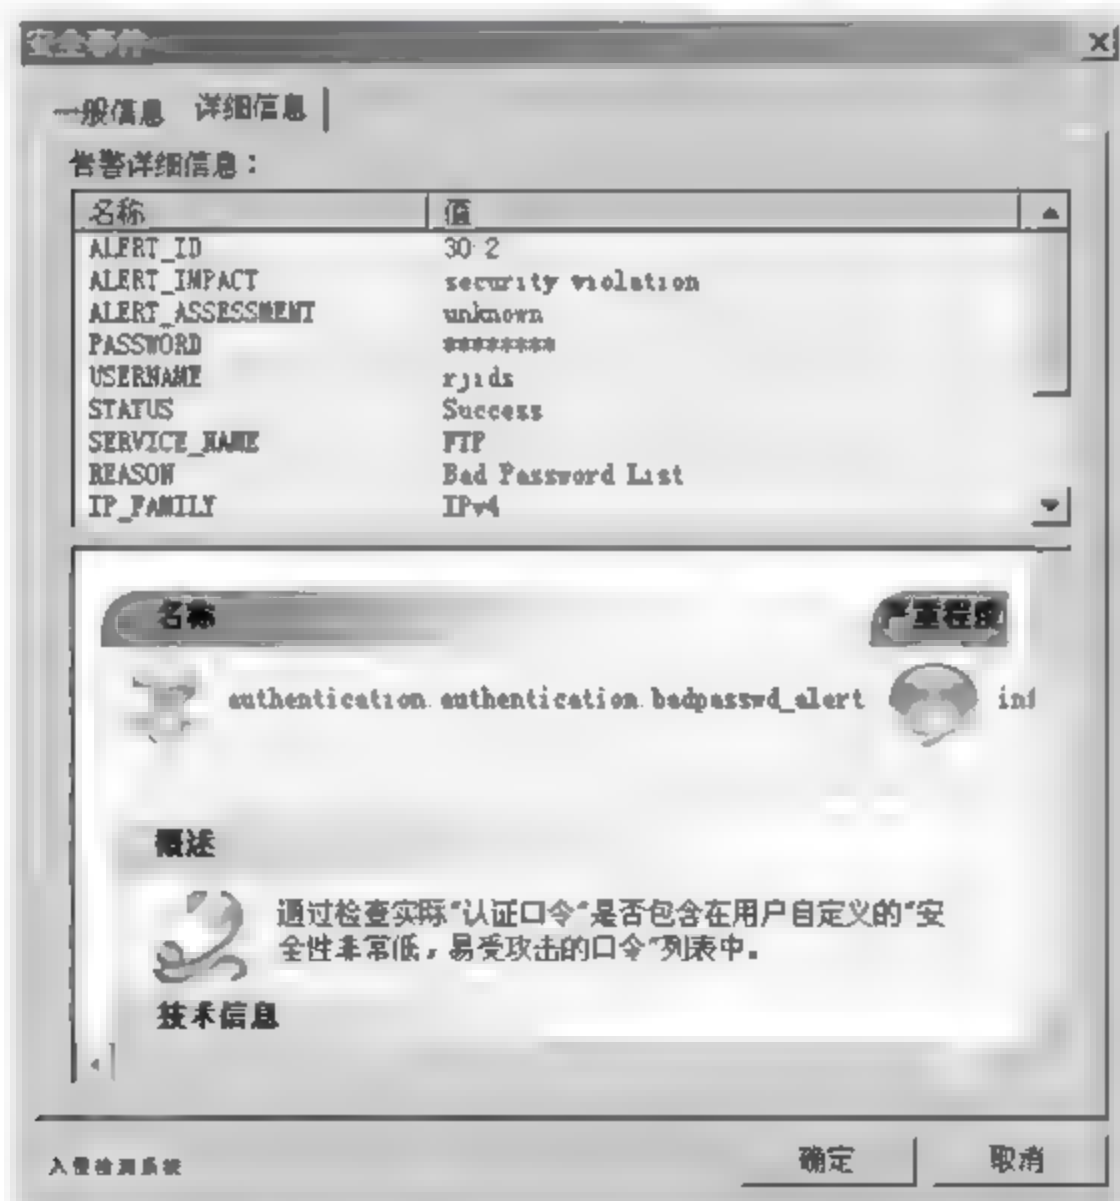 安全事件
一般信息 详细信息
告警详细信息：
名称 值
ALERT_ID 30:2
ALERT_IMPACT security violation
ALERT_ASSESSMENT unknown
PASSWORD ********
USERNAME rjids
STATUS Success
SERVICE_NAME FTP
REASON Bad Password List
IP_FAMILY IPv4
名称 严重程度
authentication.authentication.badpasswd_alert inf
概述
通过检查实际"认证口令"是否包含在用户自定义的"安
全性非常低，易受攻击的口令"列表中。
技术信息
入侵检测系统 确定 取消